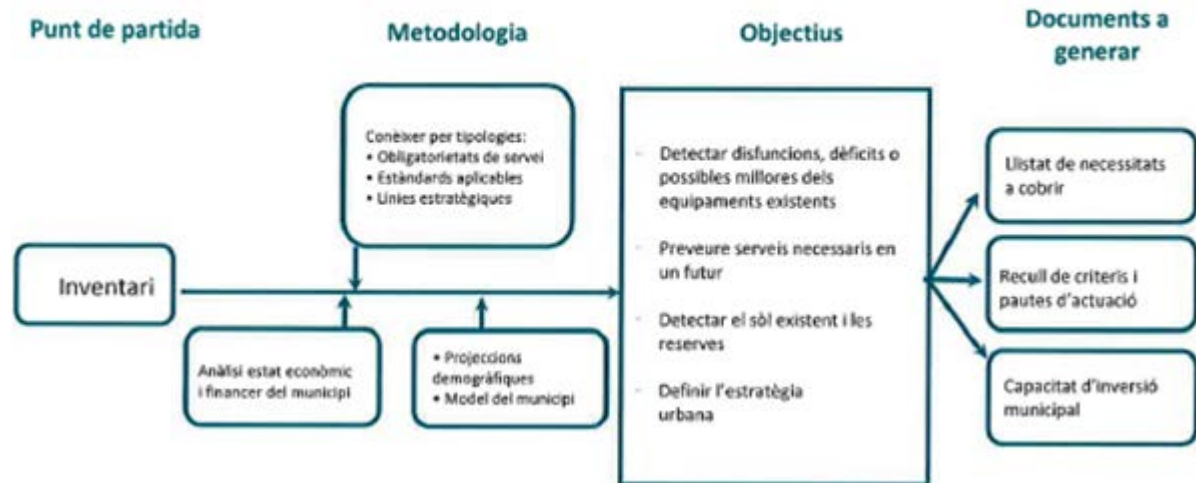 Punt de partida
Metodologia
Objectius
Documents a
generar
Conèixer per tipologies:
• Obligatorietats de servei
• Estàndards aplicables
• Línies estratègiques
Inventari
Anàlisi estat econòmic
i financer del municipi
• Projeccions
demogràfiques
• Model del municipi
- Detectar disfuncions, dèficits o
possibles millores dels
equipaments existents
- Preveure serveis necessaris en
un futur
- Detectar el sòl existent i les
reserves
- Definir l'estratègia
urbana
Llistat de necessitats
a cobrir
Recull de criteris i
pautes d'actuació
Capacitat d'inversió
municipal